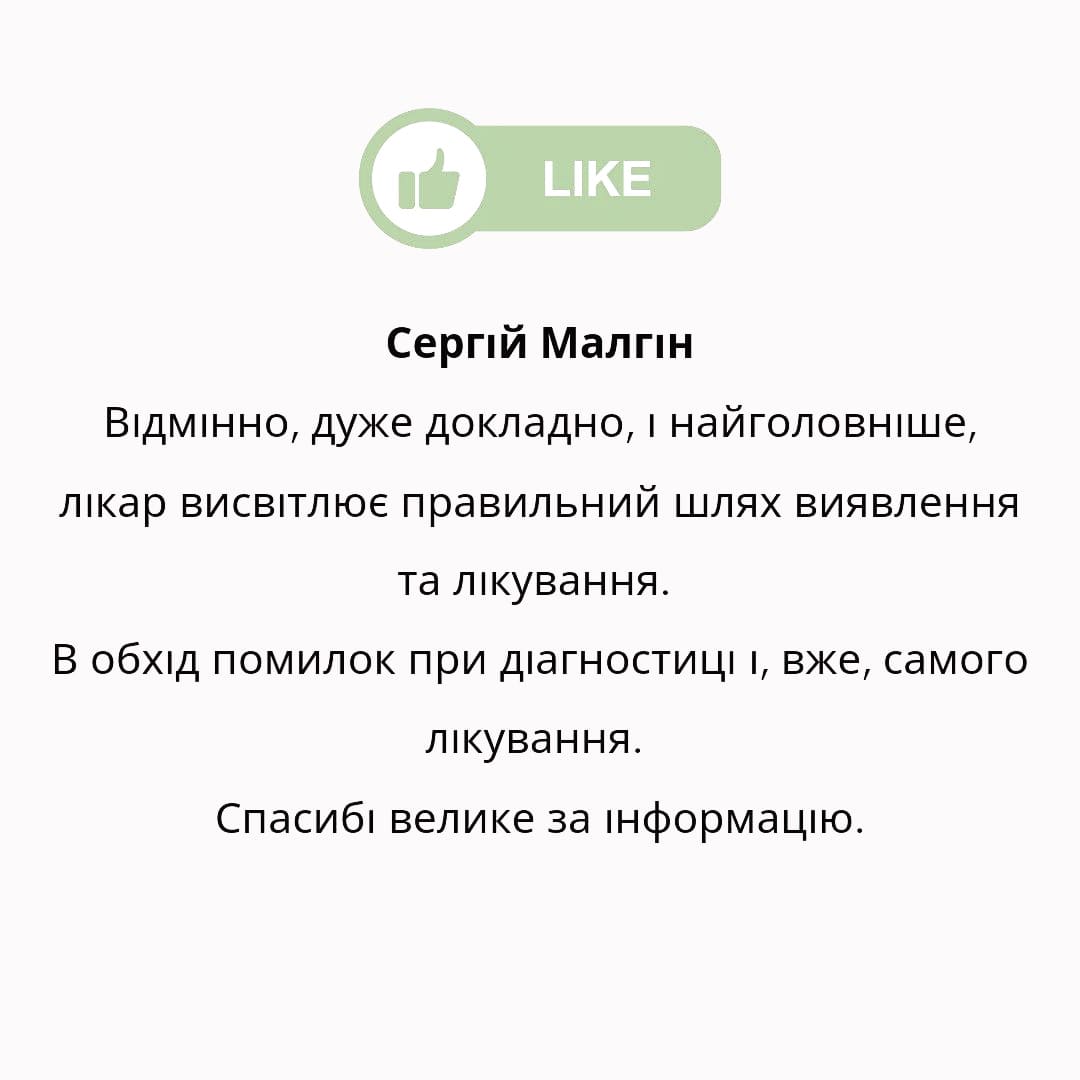 LIKE
Сергій Малгін
Відмінно, дуже докладно, і найголовніше,
лікар висвітлює правильний шлях виявлення
та лікування.
В обхід помилок при діагностиці і, вже, самого
лікування.
Спасибі велике за інформацію.